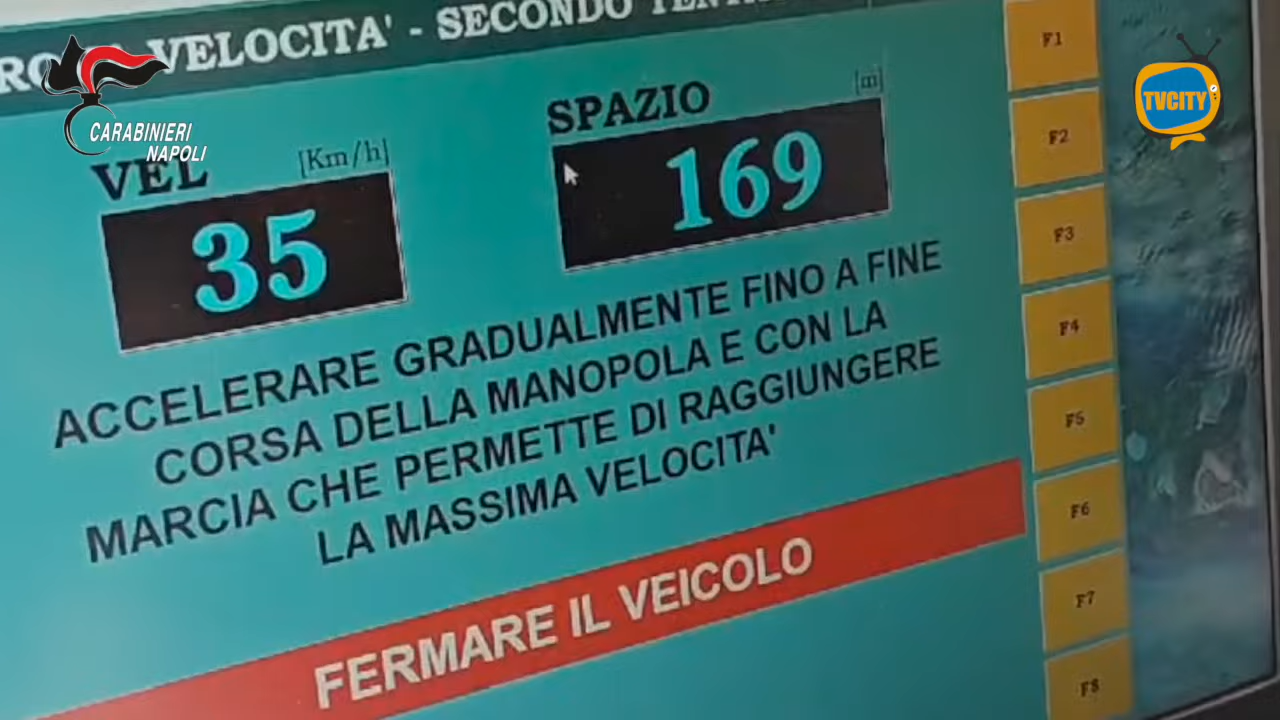 VELOCITA' - SECONDO
CARABINIERI
NAPOLI
TVCITY
VEL [Km/h]
35
SPAZIO [m]
169
ACCELERARE GRADUALMENTE FINO A FINE
CORSA DELLA MANOPOLA E CON LA
MARCIA CHE PERMETTE DI RAGGIUNGERE
LA MASSIMA VELOCITA'
FERMARE IL VEICOLO
F1
F2
F3
F4
F5
F6
F7
F8